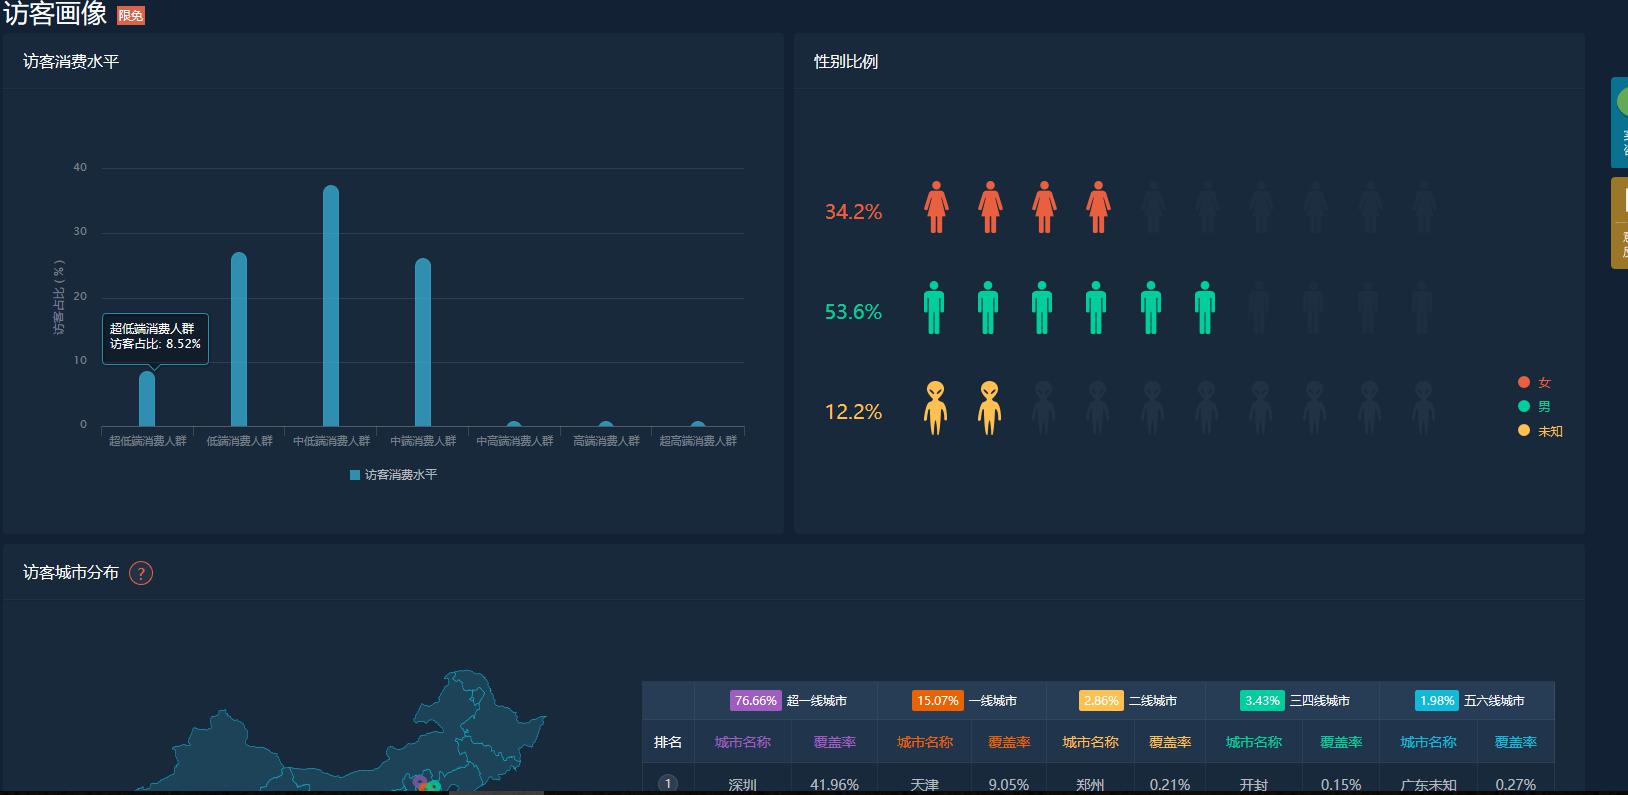 访客画像 限免
访客消费水平
40
30
20
10
0
访客占比 ( % )
超低端消费人群
访客占比: 8.52%
超低端消费人群 低端消费人群 中低端消费人群 中端消费人群 中高端消费人群 高端消费人群 超高端消费人群
访客消费水平
性别比例
34.2%
53.6%
12.2%
女
男
未知
访客城市分布 ?
76.66% 超一线城市 15.07% 一线城市 2.86% 二线城市 3.43% 三四线城市 1.98% 五六线城市
排名 城市名称 覆盖率 城市名称 覆盖率 城市名称 覆盖率 城市名称 覆盖率 城市名称 覆盖率
1 深圳 41.96% 天津 9.05% 郑州 0.21% 开封 0.15% 广东未知 0.27%